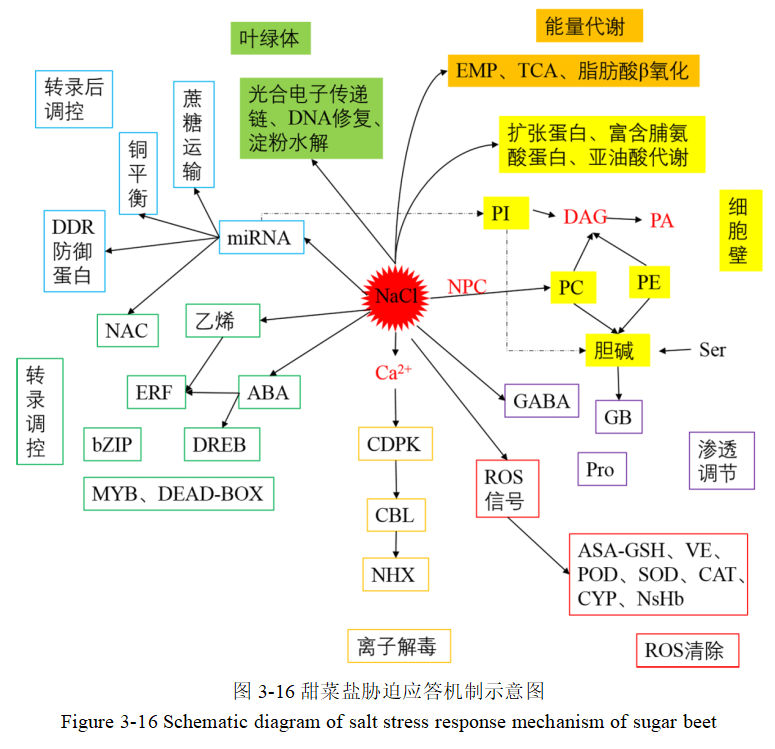 能量代谢
叶绿体
EMP、TCA、脂肪酸β氧化
转录后
调控
蔗
糖
运
输
光合电子传递
链、DNA修复、
淀粉水解
扩张蛋白、富含脯氨
酸蛋白、亚油酸代谢
铜
平
衡
细
胞
壁
DDR
防御
蛋白
miRNA
PI
DAG
PA
NaCl
NPC
PC
PE
NAC
乙烯
胆碱
Ser
Ca²⁺
转
录
调
控
ERF
ABA
GABA
GB
bZIP
DREB
CDPK
渗透
调节
Pro
ROS
信号
MYB、DEAD-BOX
CBL
NHX
ASA-GSH、VE、
POD、SOD、CAT、
CYP、NsHb
离子解毒
ROS清除
图 3-16 甜菜盐胁迫应答机制示意图
Figure 3-16 Schematic diagram of salt stress response mechanism of sugar beet